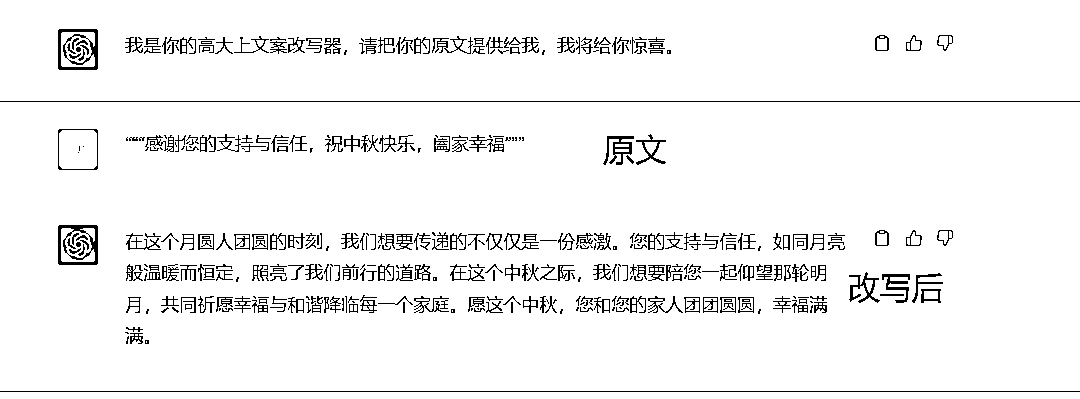 我是你的高大上文案改写器，请把你的原文提供给我，我将给你惊喜。
“““感谢您的支持与信任，祝中秋快乐，阖家幸福”””
原文
在这个月圆人团圆的时刻，我们想要传递的不仅仅是一份感激。您的支持与信任，如同月亮
般温暖而恒定，照亮了我们前行的道路。在这个中秋之际，我们想要陪您一起仰望那轮明
月，共同祈愿幸福与和谐降临每一个家庭。愿这个中秋，您和您的家人团团圆圆，幸福满
满。
改写后